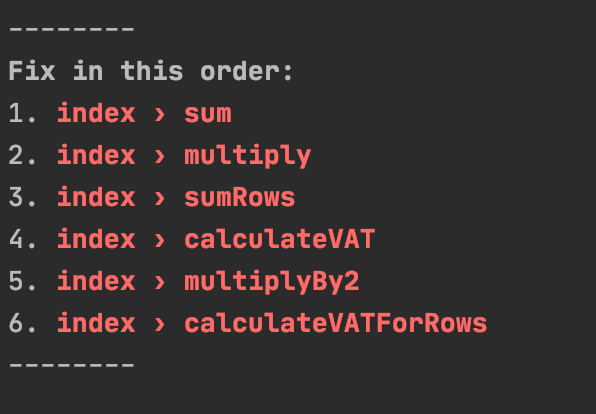 --------
Fix in this order:
1. index › sum
2. index › multiply
3. index › sumRows
4. index › calculateVAT
5. index › multiplyBy2
6. index › calculateVATForRows
--------